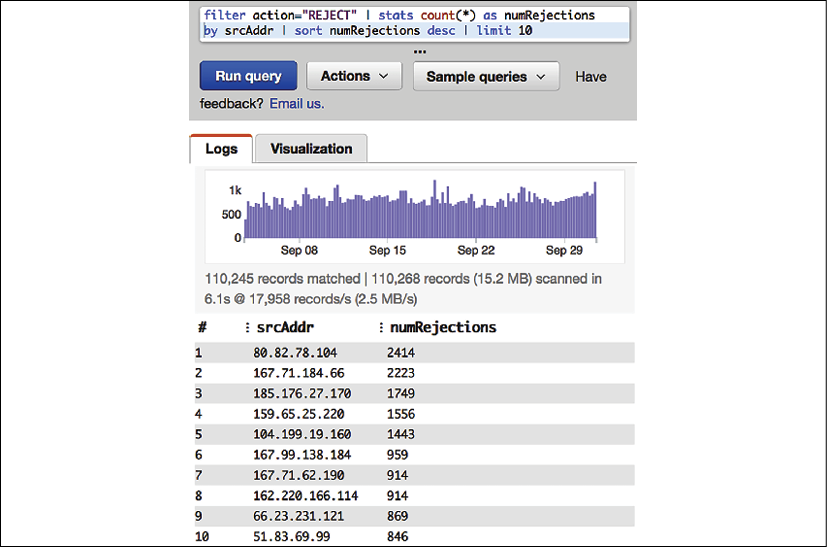 filter action="REJECT" | stats count(*) as numRejections
by srcAddr | sort numRejections desc | limit 10
Run query Actions Sample queries Have
feedback? Email us.
Logs Visualization
1k
500
0
Sep 08 Sep 15 Sep 22 Sep 29
110,245 records matched | 110,268 records (15.2 MB) scanned in
6.1s @ 17,958 records/s (2.5 MB/s)
# srcAddr numRejections
1 80.82.78.104 2414
2 167.71.184.66 2223
3 185.176.27.170 1749
4 159.65.25.220 1556
5 104.199.19.160 1443
6 167.99.138.184 959
7 167.71.62.190 914
8 162.220.166.114 914
9 66.23.231.121 869
10 51.83.69.99 846